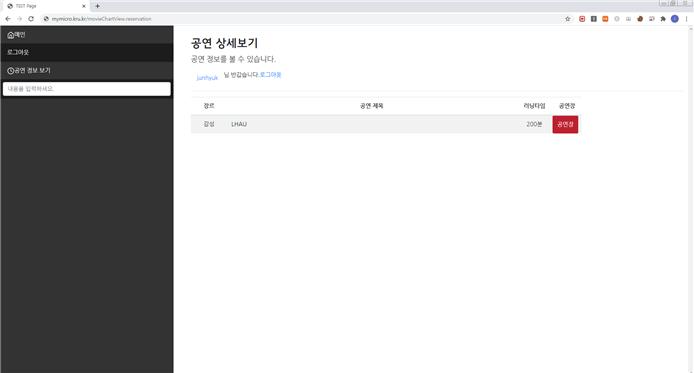 TEST Page
mymicro.kru.kr/movieChartView.reservation
메인
로그아웃
공연 정보 보기
내용을 입력하세요.
공연 상세보기
공연 정보를 볼 수 있습니다.
junhyuk 님 반갑습니다.로그아웃
장르 공연 제목 러닝타임 공연장
감성 LHAU 200분 공연장